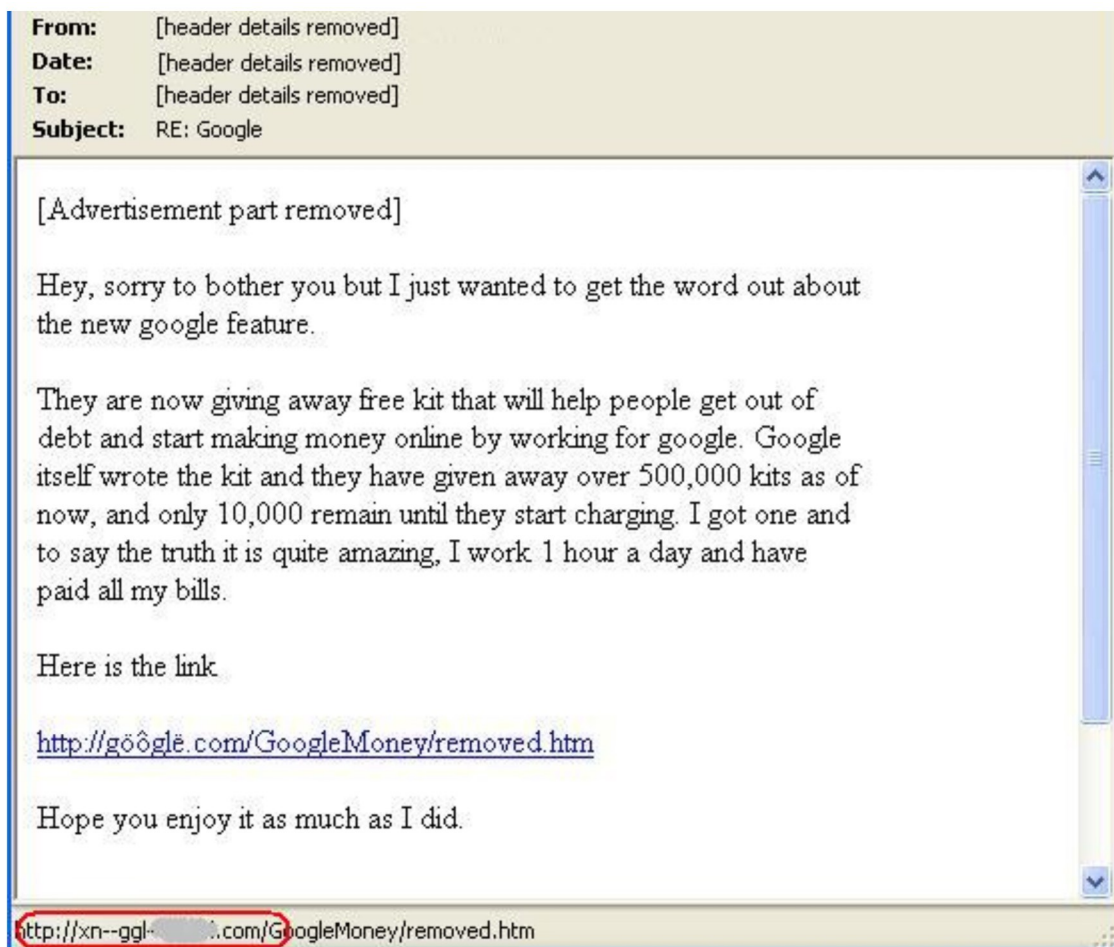 From: [header details removed]
Date: [header details removed]
To: [header details removed]
Subject: RE: Google
[Advertisement part removed]
Hey, sorry to bother you but I just wanted to get the word out about
the new google feature.
They are now giving away free kit that will help people get out of
debt and start making money online by working for google. Google
itself wrote the kit and they have given away over 500,000 kits as of
now, and only 10,000 remain until they start charging. I got one and
to say the truth it is quite amazing, I work 1 hour a day and have
paid all my bills.
Here is the link
http://göôglë.com/GoogleMoney/removed.htm
Hope you enjoy it as much as I did.
http://xn--ggl- .com/GoogleMoney/removed.htm